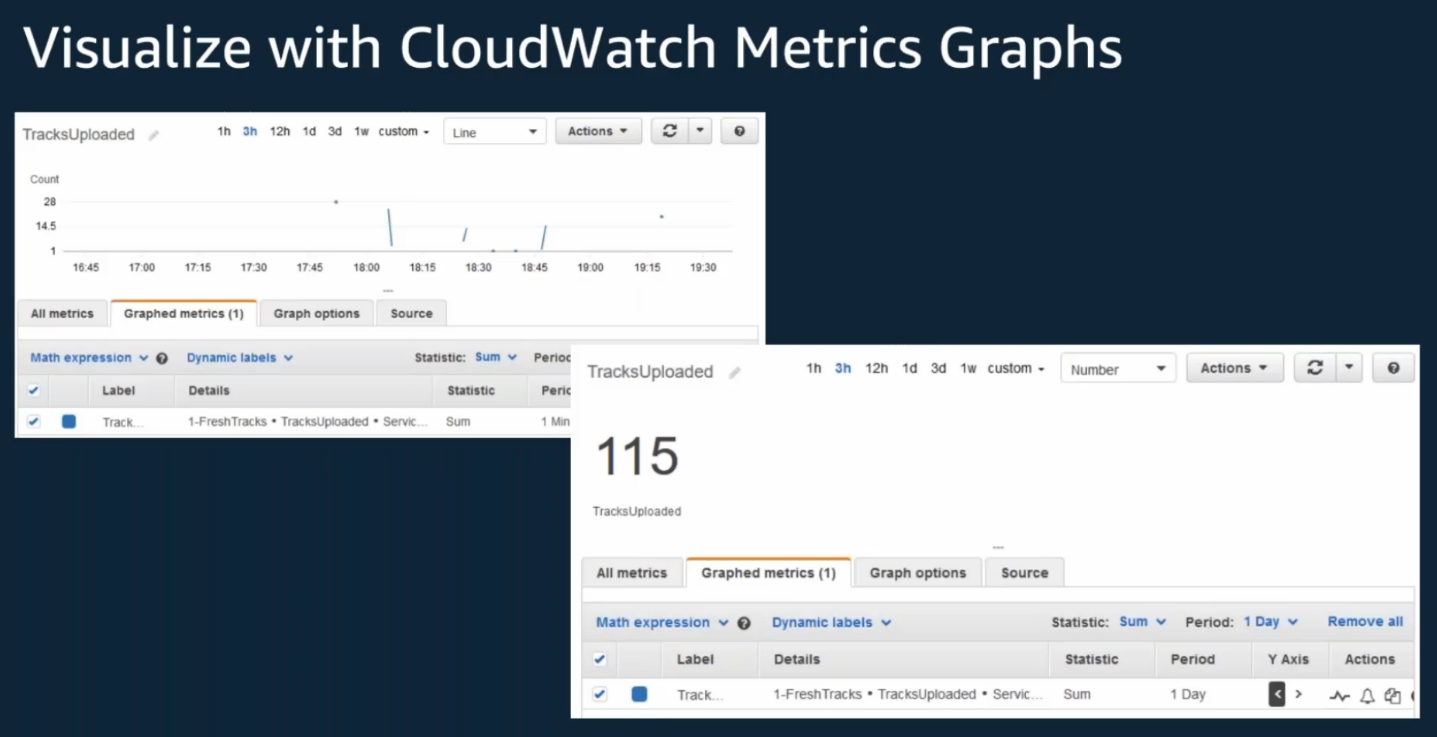 Visualize with CloudWatch Metrics Graphs
TracksUploaded 1h 3h 12h 1d 3d 1w custom Line Actions
Count
28
14.5
1
16:45 17:00 17:15 17:30 17:45 18:00 18:15 18:30 18:45 19:00 19:15 19:30
All metrics Graphed metrics (1) Graph options Source
Math expression Dynamic labels Statistic: Sum Period
Label Details Statistic Perio
Track... 1-FreshTracks • TracksUploaded • Servic... Sum 1 Min
TracksUploaded 1h 3h 12h 1d 3d 1w custom Number Actions
115
TracksUploaded
All metrics Graphed metrics (1) Graph options Source
Math expression Dynamic labels Statistic: Sum Period: 1 Day Remove all
Label Details Statistic Period Y Axis Actions
Track... 1-FreshTracks • TracksUploaded • Servic... Sum 1 Day < >